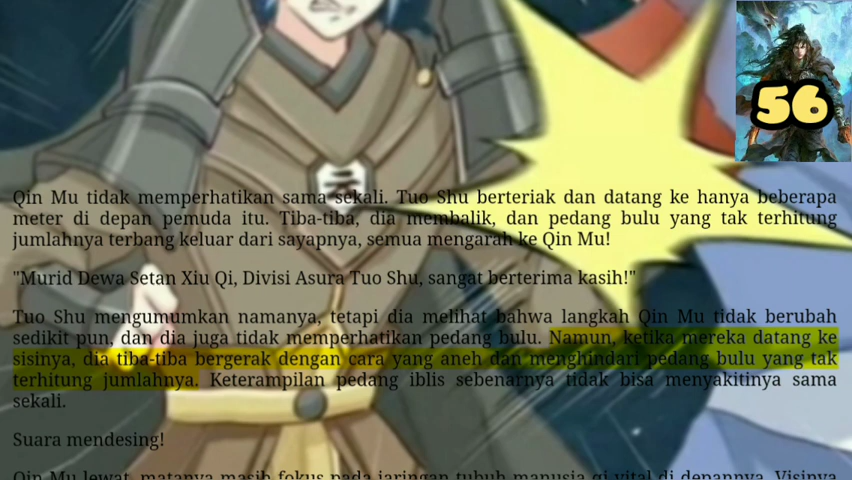 56
Qin Mu tidak memperhatikan sama sekali. Tuo Shu berteriak dan datang ke hanya beberapa
meter di depan pemuda itu. Tiba-tiba, dia membalik, dan pedang bulu yang tak terhitung
jumlahnya terbang keluar dari sayapnya, semua mengarah ke Qin Mu!
"Murid Dewa Setan Xiu Qi, Divisi Asura Tuo Shu, sangat berterima kasih!"
Tuo Shu mengumumkan namanya, tetapi dia melihat bahwa langkah Qin Mu tidak berubah
sedikit pun, dan dia juga tidak memperhatikan pedang bulu. Namun, ketika mereka datang ke
sisinya, dia tiba-tiba bergerak dengan cara yang aneh dan menghindari pedang bulu yang tak
terhitung jumlahnya. Keterampilan pedang iblis sebenarnya tidak bisa menyakitinya sama
sekali.
Suara mendesing!
Qin Mu lewat, matanya masih fokus pada jaringan tubuh manusia qi vital di depannya. Visinya